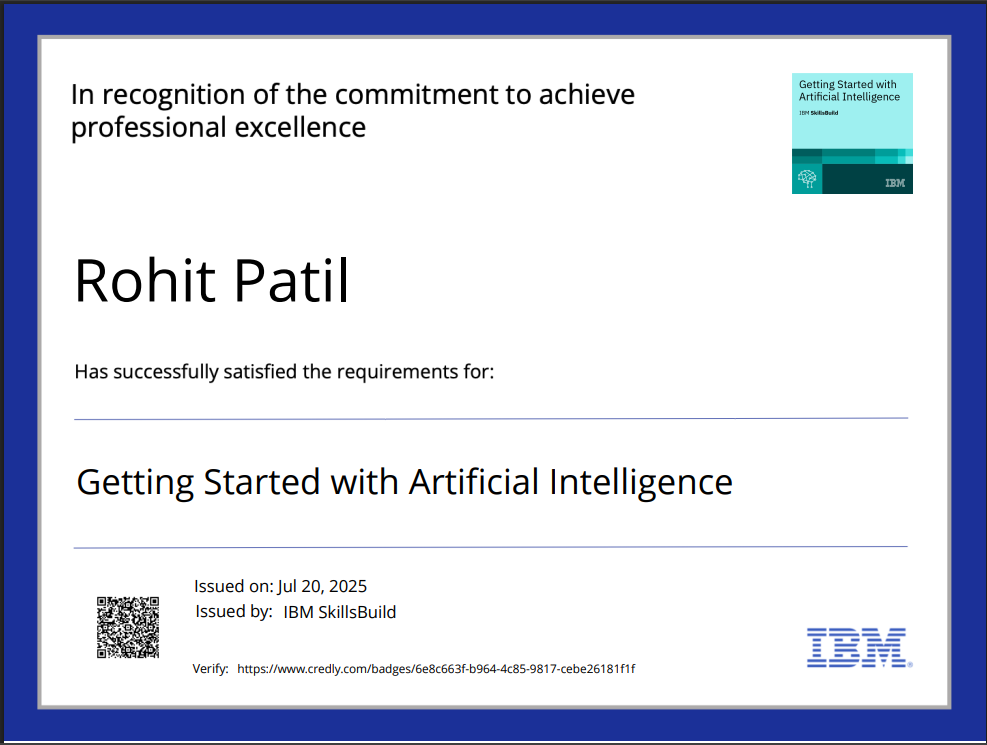 In recognition of the commitment to achieve
professional excellence
Getting Started with
Artificial Intelligence
IBM SkillsBuild
IBM
Rohit Patil
Has successfully satisfied the requirements for:
Getting Started with Artificial Intelligence
Issued on: Jul 20, 2025
Issued by: IBM SkillsBuild
Verify: https://www.credly.com/badges/6e8c663f-b964-4c85-9817-cebe26181f1f
IBM®